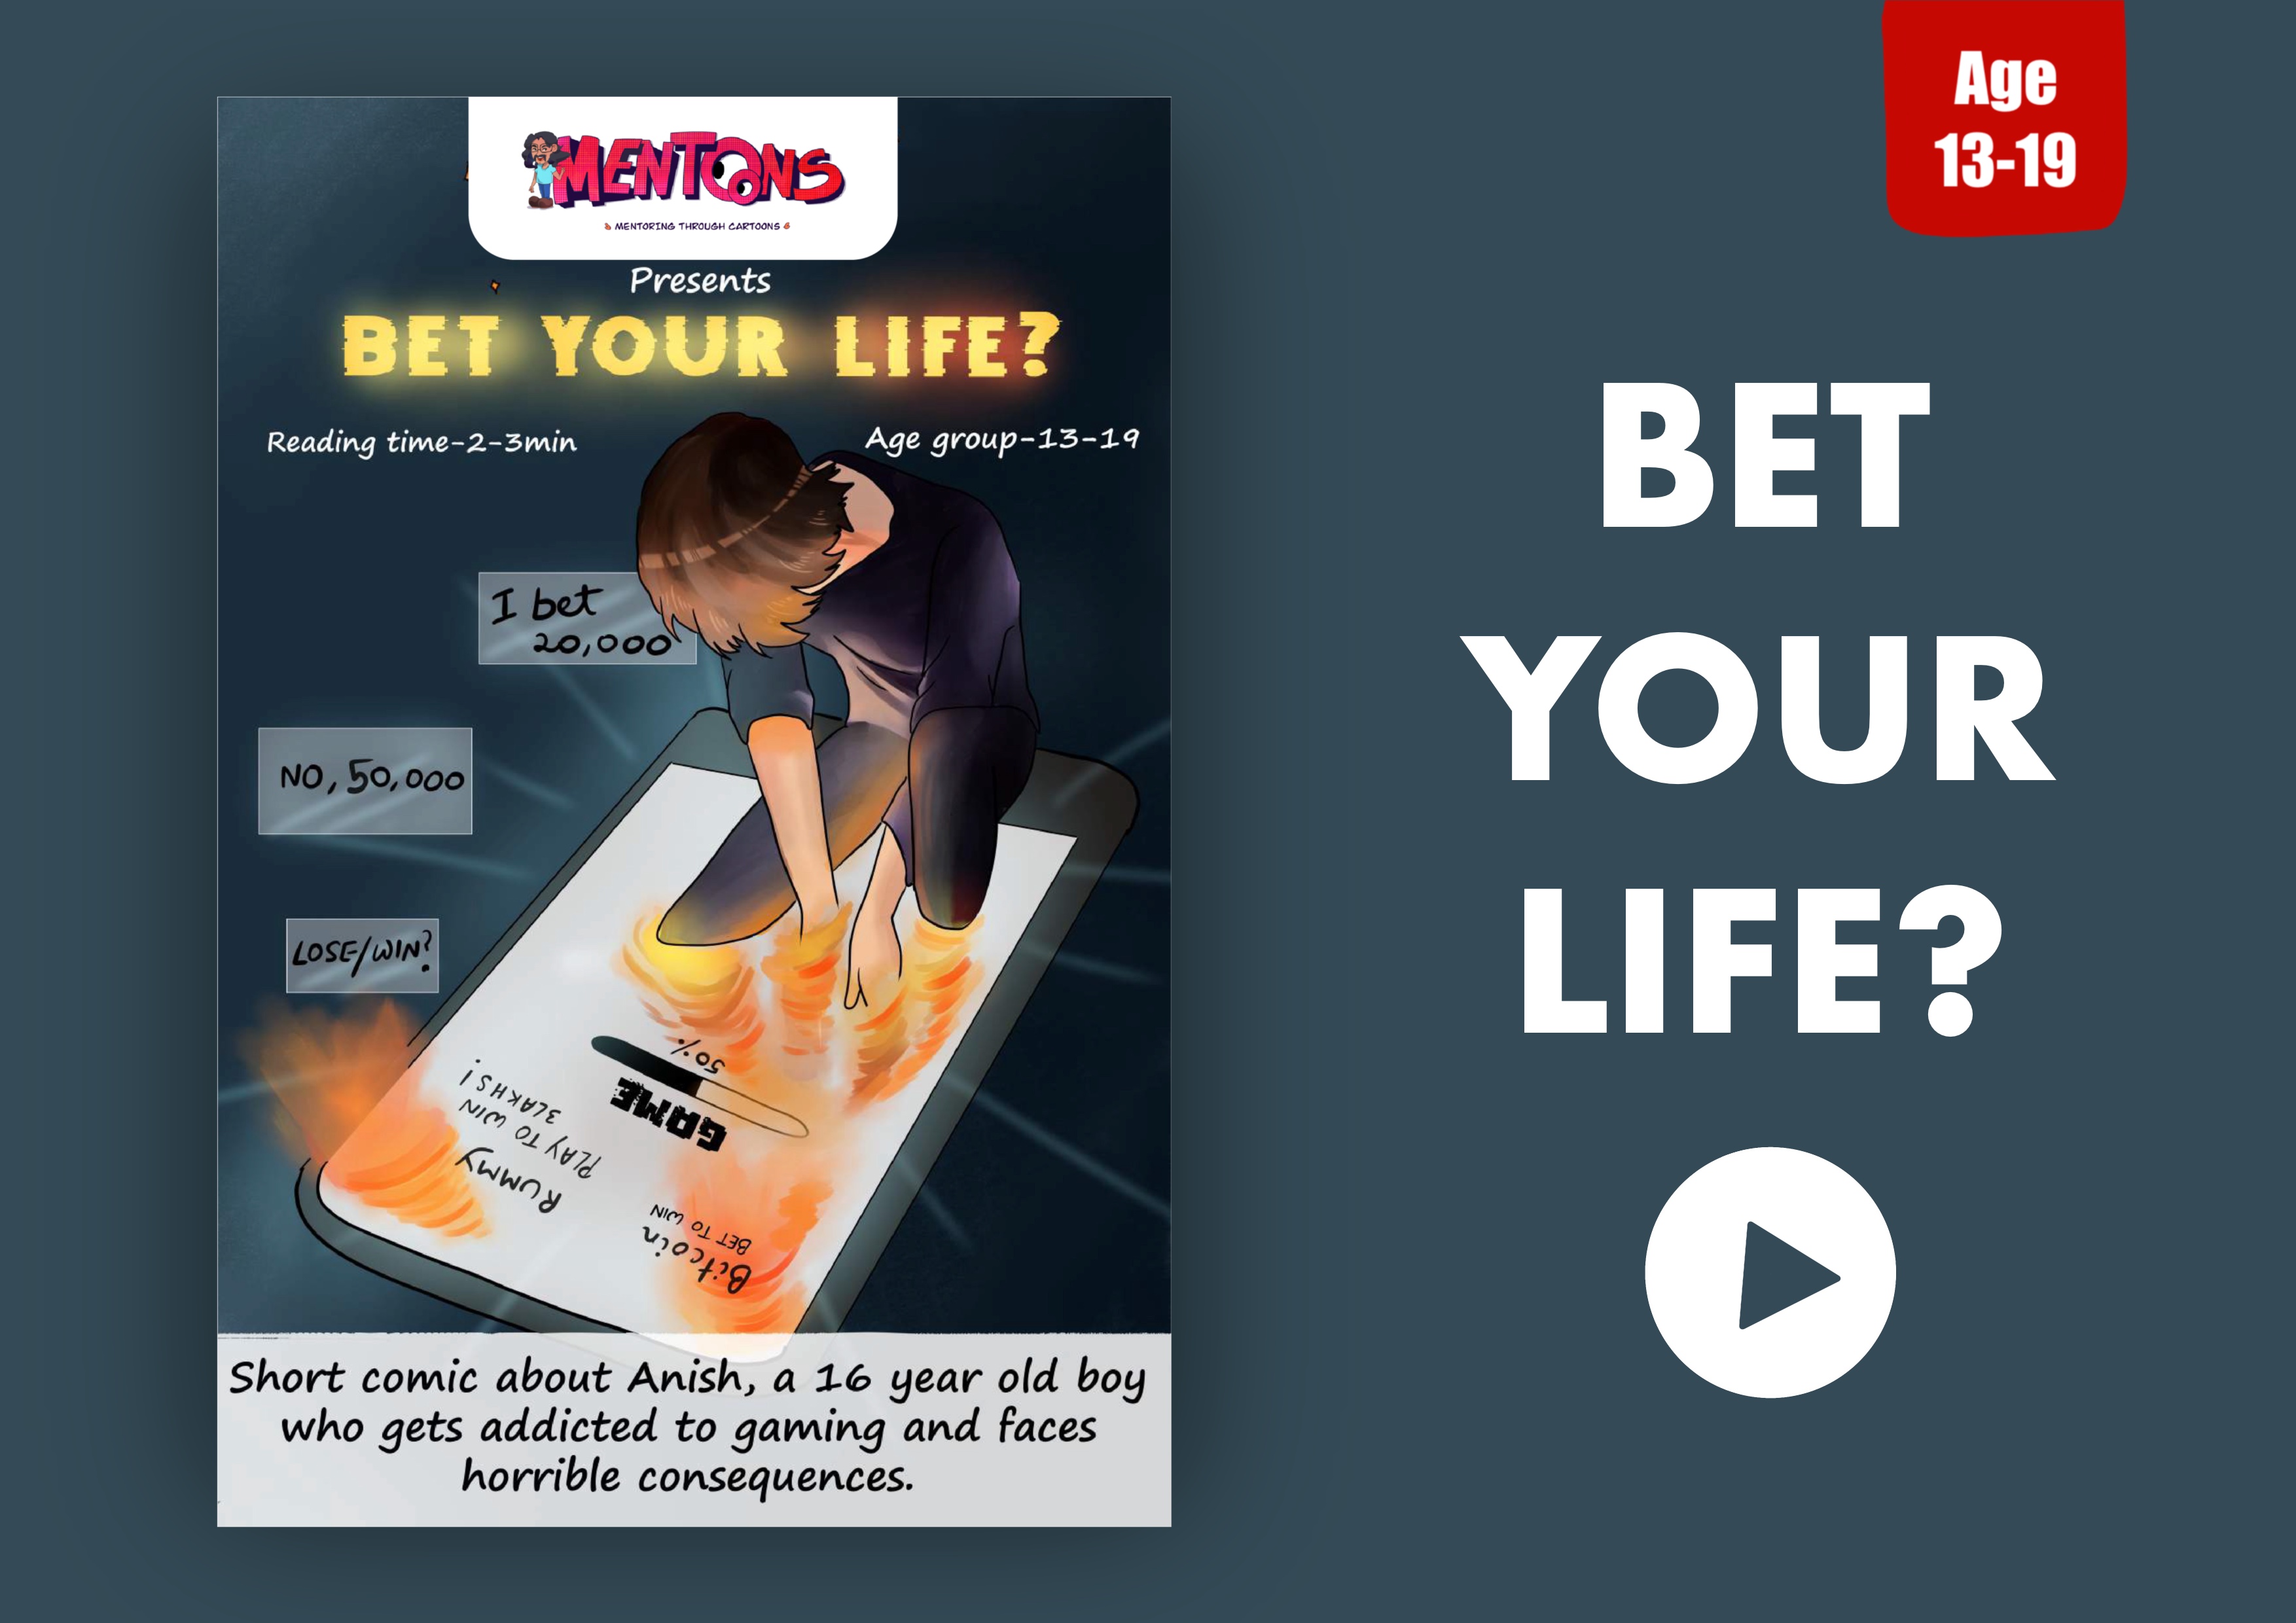 MENTOONS
MENTORING THROUGH CARTOONS
Presents
BET YOUR LIFE?
Reading time-2-3min
Age group-13-19
I bet
20,000
NO, 50,000
LOSE/WIN?
50%
GAME
RUMMY
PLAY TO WIN
3LAKHS!
Bitcoin
BET TO WIN
Short comic about Anish, a 16 year old boy
who gets addicted to gaming and faces
horrible consequences.
Age
13-19
BET
YOUR
LIFE?